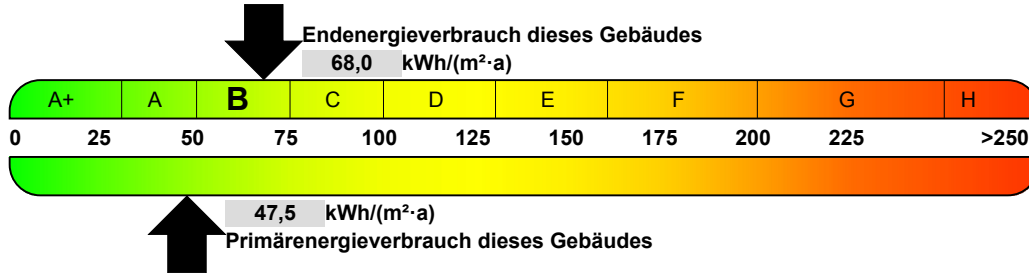 Endenergieverbrauch dieses Gebäudes
68,0 kWh/(m²·a)
A+ A B C D E F G H
0 25 50 75 100 125 150 175 200 225 >250
47,5 kWh/(m²·a)
Primärenergieverbrauch dieses Gebäudes